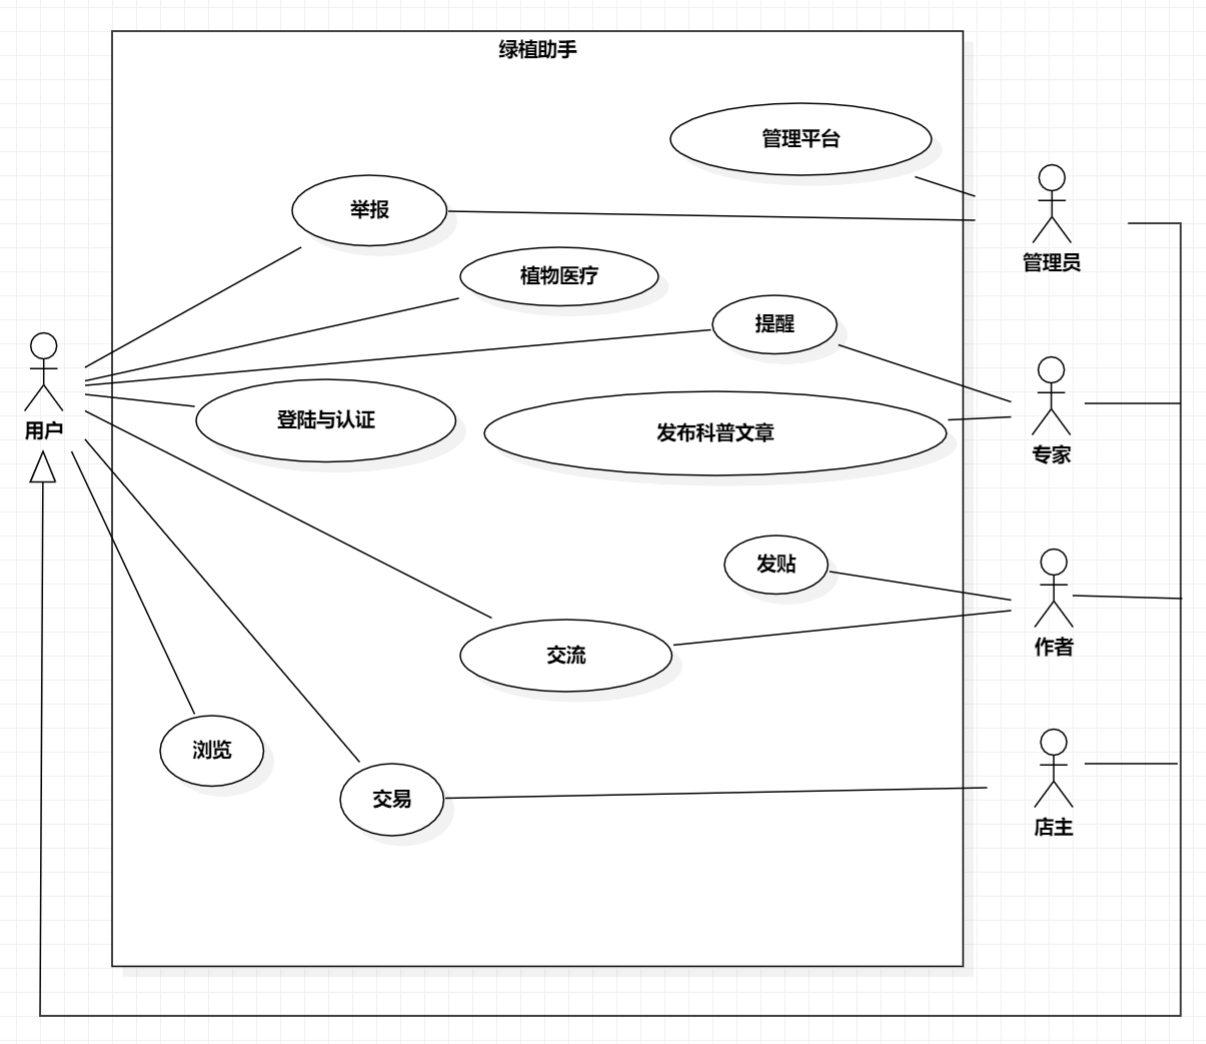 绿植助手
管理平台
举报
管理员
植物医疗
提醒
用户
登陆与认证
发布科普文章
专家
发贴
作者
交流
浏览
交易
店主